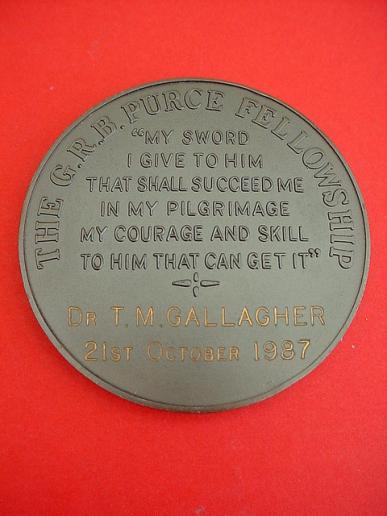 THE G.R.B. PURCE FELLOWSHIP
"MY SWORD
I GIVE TO HIM
THAT SHALL SUCCEED ME
IN MY PILGRIMAGE
MY COURAGE AND SKILL
TO HIM THAT CAN GET IT"
DR T. M. GALLAGHER
21ST OCTOBER 1987